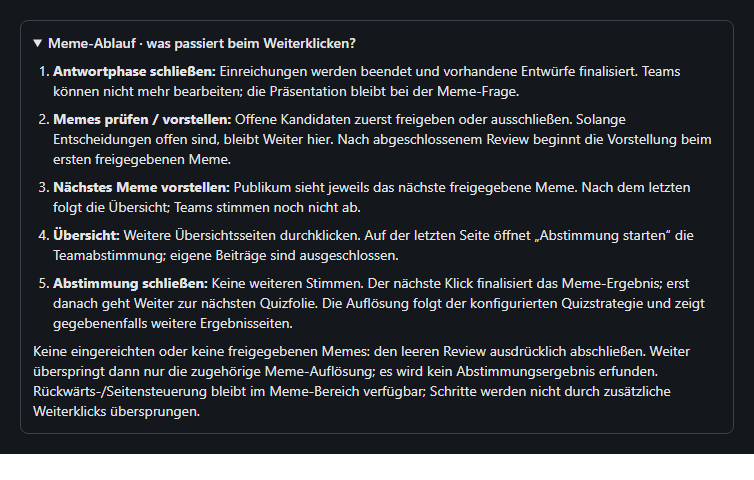 ▼ Meme-Ablauf · was passiert beim Weiterklicken?
1. Antwortphase schließen: Einreichungen werden beendet und vorhandene Entwürfe finalisiert. Teams
können nicht mehr bearbeiten; die Präsentation bleibt bei der Meme-Frage.
2. Memes prüfen / vorstellen: Offene Kandidaten zuerst freigeben oder ausschließen. Solange
Entscheidungen offen sind, bleibt Weiter hier. Nach abgeschlossenem Review beginnt die Vorstellung beim
ersten freigegebenen Meme.
3. Nächstes Meme vorstellen: Publikum sieht jeweils das nächste freigegebene Meme. Nach dem letzten
folgt die Übersicht; Teams stimmen noch nicht ab.
4. Übersicht: Weitere Übersichtsseiten durchklicken. Auf der letzten Seite öffnet „Abstimmung starten“ die
Teamabstimmung; eigene Beiträge sind ausgeschlossen.
5. Abstimmung schließen: Keine weiteren Stimmen. Der nächste Klick finalisiert das Meme-Ergebnis; erst
danach geht Weiter zur nächsten Quizfolie. Die Auflösung folgt der konfigurierten Quizstrategie und zeigt
gegebenenfalls weitere Ergebnisseiten.
Keine eingereichten oder keine freigegebenen Memes: den leeren Review ausdrücklich abschließen. Weiter
überspringt dann nur die zugehörige Meme-Auflösung; es wird kein Abstimmungsergebnis erfunden.
Rückwärts-/Seitensteuerung bleibt im Meme-Bereich verfügbar; Schritte werden nicht durch zusätzliche
Weiterklicks übersprungen.